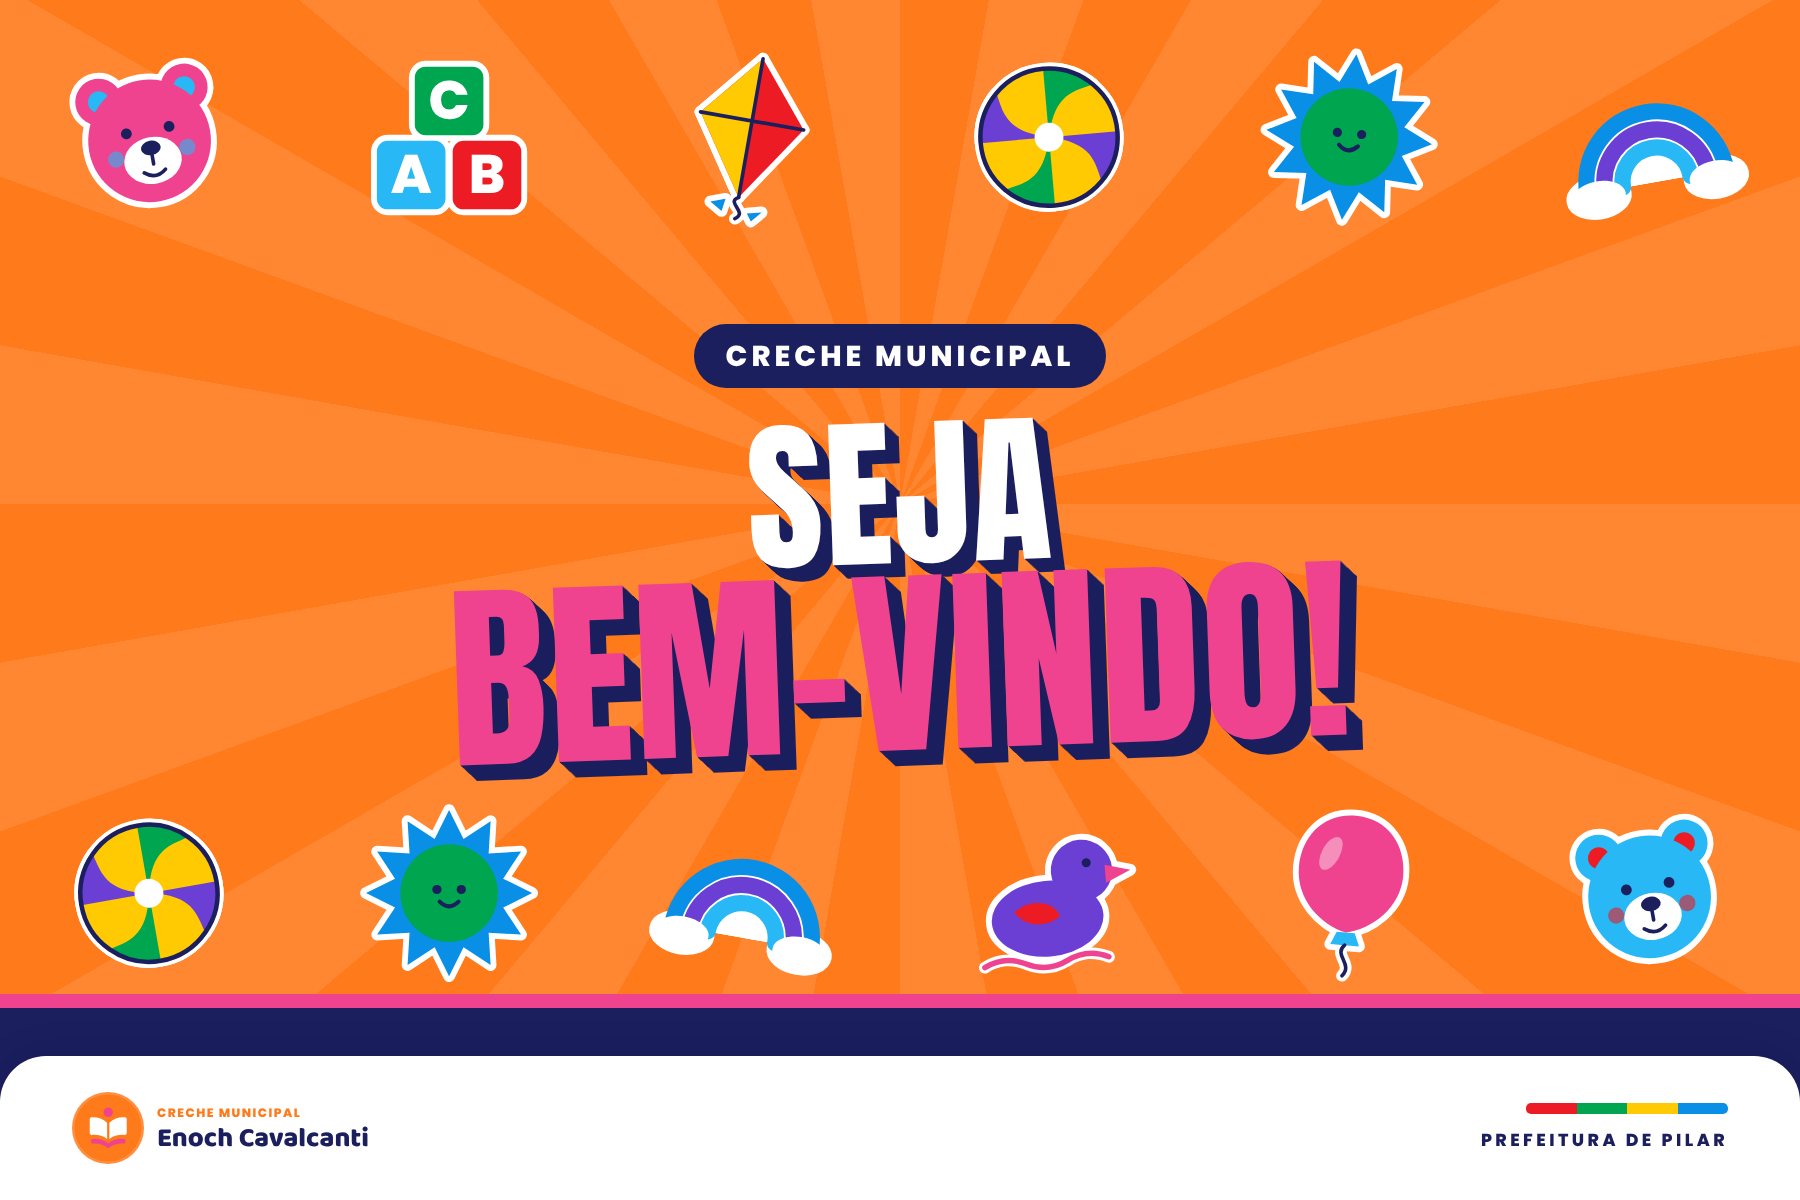 C
A B
CRECHE MUNICIPAL
SEJA
BEM-VINDO!
CRECHE MUNICIPAL
Enoch Cavalcanti
PREFEITURA DE PILAR